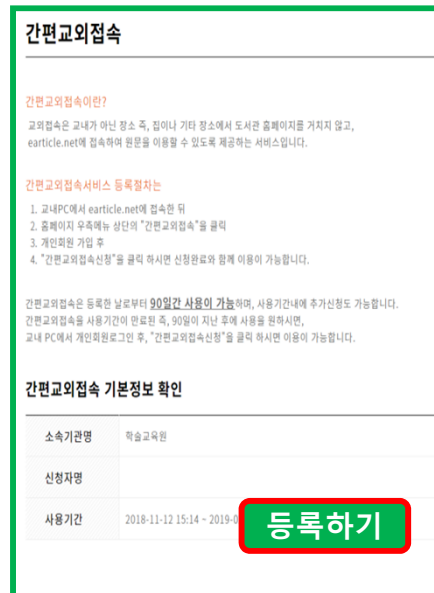 간편교외접속
간편교외접속이란?
교외접속은 교내가 아닌 장소 즉, 집이나 기타 장소에서 도서관 홈페이지를 거치지 않고,
earticle.net에 접속하여 원문을 이용할 수 있도록 제공하는 서비스입니다.
간편교외접속서비스 등록절차는
1. 교내PC에서 earticle.net에 접속한 뒤
2. 홈페이지 우측메뉴 상단의 "간편교외접속"을 클릭
3. 개인회원 가입 후
4. "간편교외접속신청"을 클릭 하시면 신청완료와 함께 이용이 가능합니다.
간편교외접속은 등록한 날로부터 90일간 사용이 가능하며, 사용기간내에 추가신청도 가능합니다.
간편교외접속을 사용기간이 만료된 즉, 90일이 지난 후에 사용을 원하시면,
교내 PC에서 개인회원로그인 후, "간편교외접속신청"을 클릭 하시면 이용이 가능합니다.
간편교외접속 기본정보 확인
소속기관명 학술교육원
신청자명
사용기간 2018-11-12 15:14 ~ 2019-0
등록하기